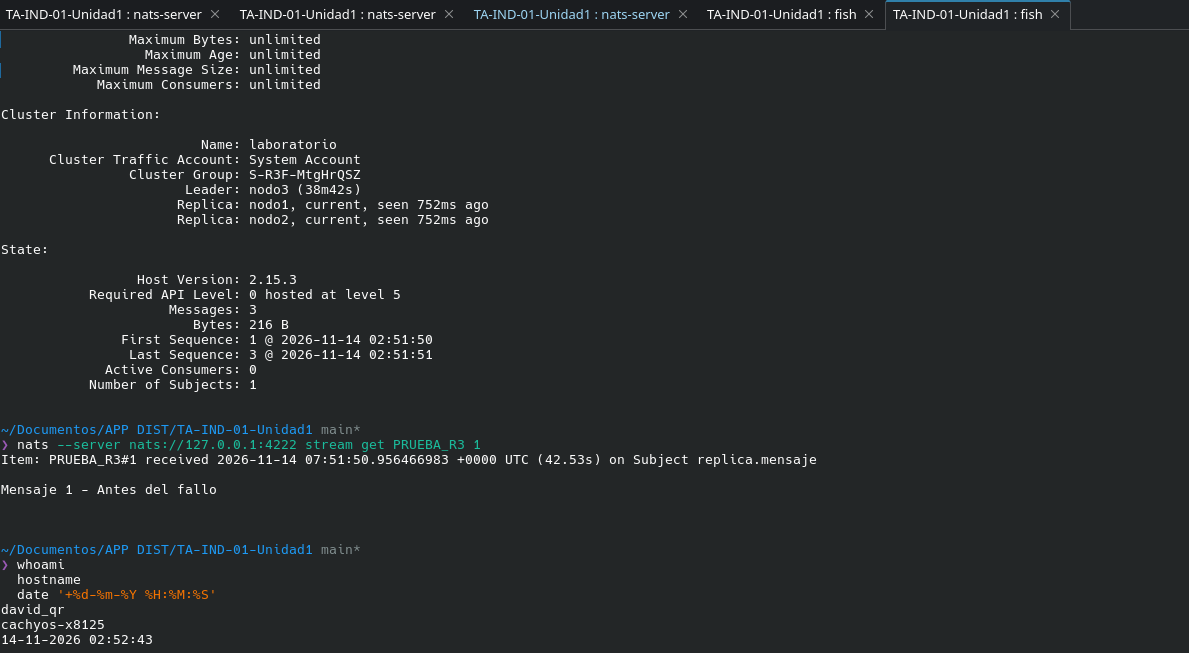 TA-IND-01-Unidad1 : nats-server × TA-IND-01-Unidad1 : nats-server × TA-IND-01-Unidad1 : nats-server × TA-IND-01-Unidad1 : fish × TA-IND-01-Unidad1 : fish ×
Maximum Bytes: unlimited
Maximum Age: unlimited
Maximum Message Size: unlimited
Maximum Consumers: unlimited
Cluster Information:
Name: laboratorio
Cluster Traffic Account: System Account
Cluster Group: S-R3F-MtgHrQSZ
Leader: nodo3 (38m42s)
Replica: nodo1, current, seen 752ms ago
Replica: nodo2, current, seen 752ms ago
State:
Host Version: 2.15.3
Required API Level: 0 hosted at level 5
Messages: 3
Bytes: 216 B
First Sequence: 1 @ 2026-11-14 02:51:50
Last Sequence: 3 @ 2026-11-14 02:51:51
Active Consumers: 0
Number of Subjects: 1
~/Documentos/APP DIST/TA-IND-01-Unidad1 main*
❯ nats --server nats://127.0.0.1:4222 stream get PRUEBA_R3 1
Item: PRUEBA_R3#1 received 2026-11-14 07:51:50.956466983 +0000 UTC (42.53s) on Subject replica.mensaje
Mensaje 1 - Antes del fallo
~/Documentos/APP DIST/TA-IND-01-Unidad1 main*
❯ whoami
hostname
date '+%d-%m-%Y %H:%M:%S'
david_qr
cachyos-x8125
14-11-2026 02:52:43